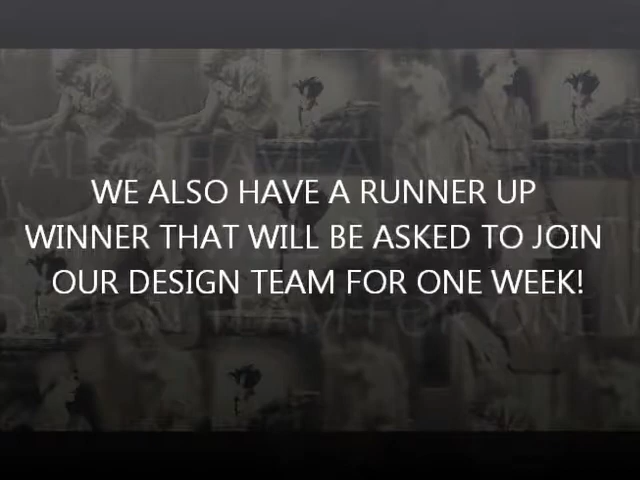 WE ALSO HAVE A RUNNER UP
WINNER THAT WILL BE ASKED TO JOIN
OUR DESIGN TEAM FOR ONE WEEK!